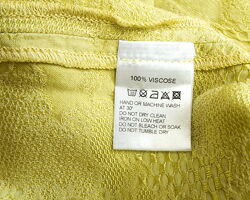 100% VISCOSE
HAND OR MACHINE WASH
AT 30°
DO NOT DRY CLEAN
IRON ON LOW HEAT
DO NOT BLEACH OR SOAK
DO NOT TUMBLE DRY